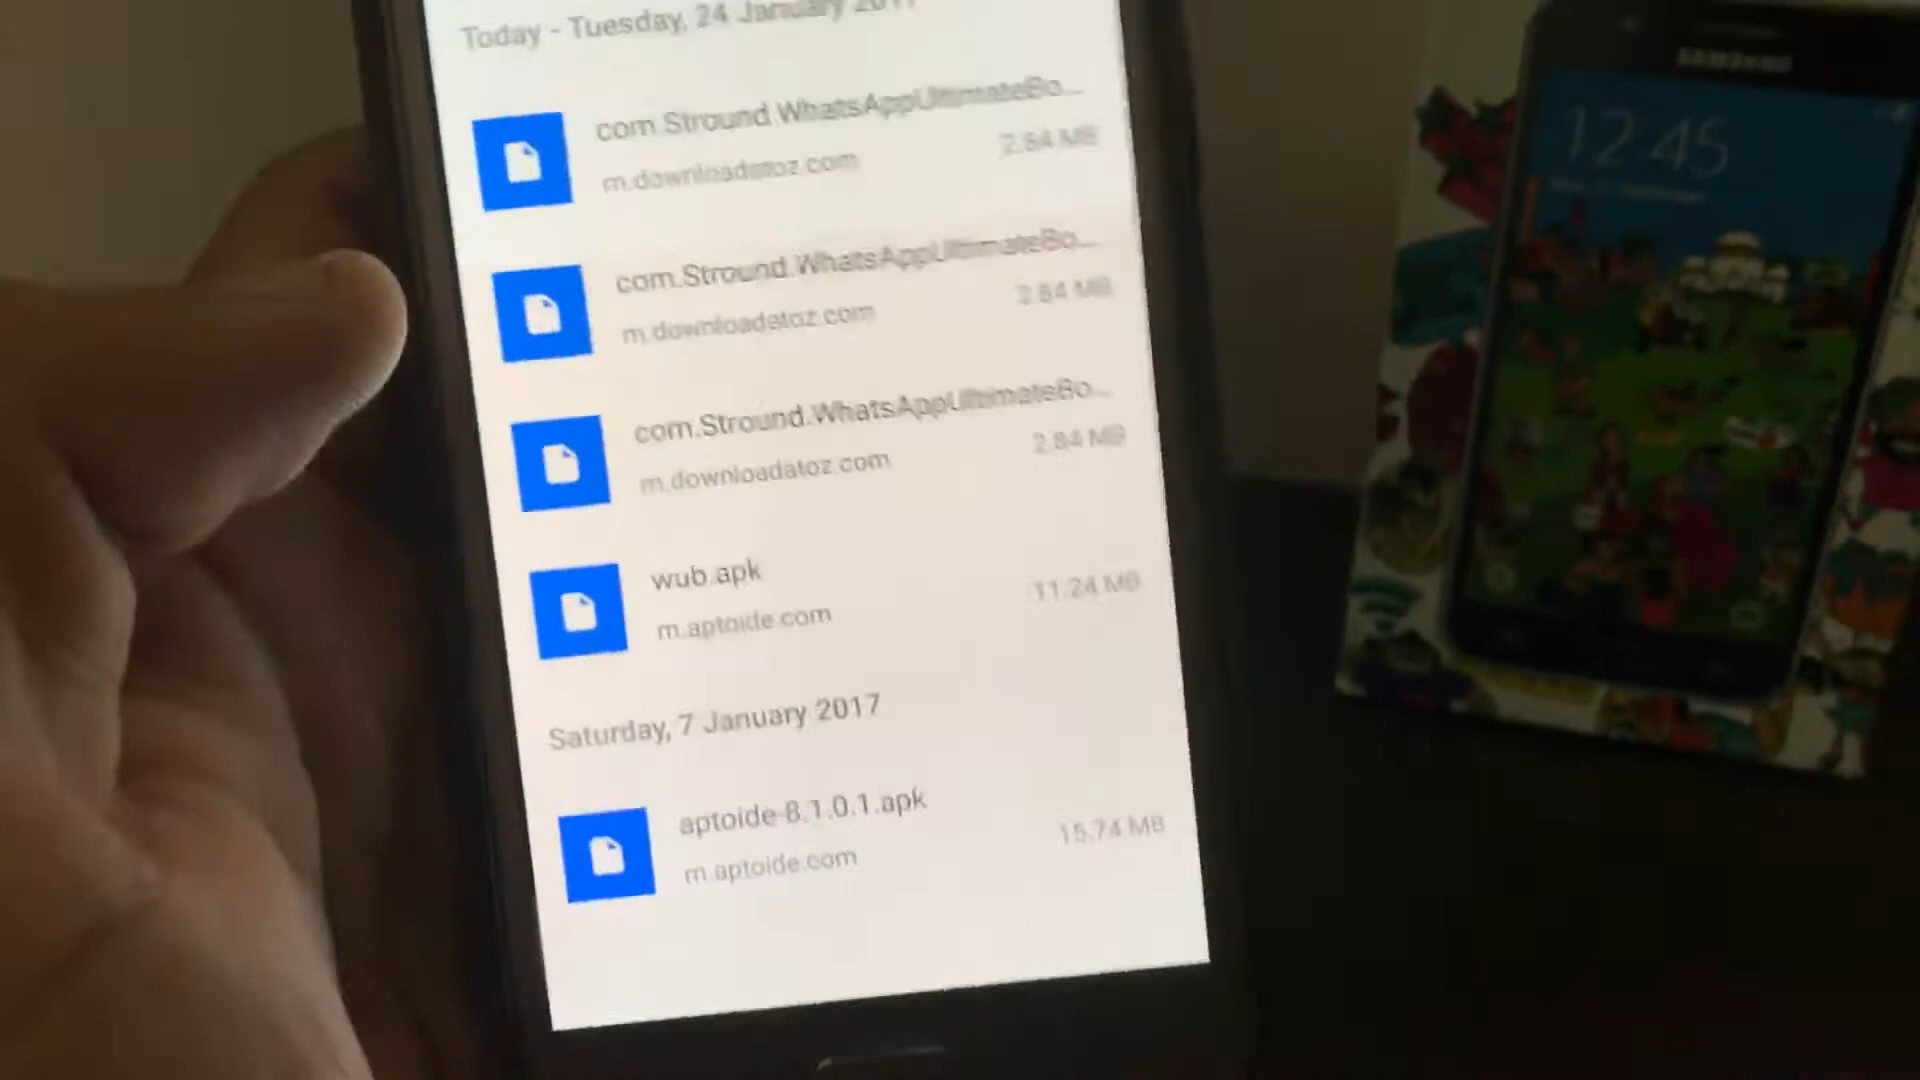 Today - Tuesday, 24 January 2017
com.Stround.WhatsAppUltimateBo...
m.downloadatoz.com
2.84 MB
com.Stround.WhatsAppUltimateBo...
m.downloadatoz.com
2.84 MB
com.Stround.WhatsAppUltimateBo...
m.downloadatoz.com
2.84 MB
wub.apk
m.aptoide.com
11.24 MB
Saturday, 7 January 2017
aptoide-8.1.0.1.apk
m.aptoide.com
15.74 MB
SAMSUNG
12:45